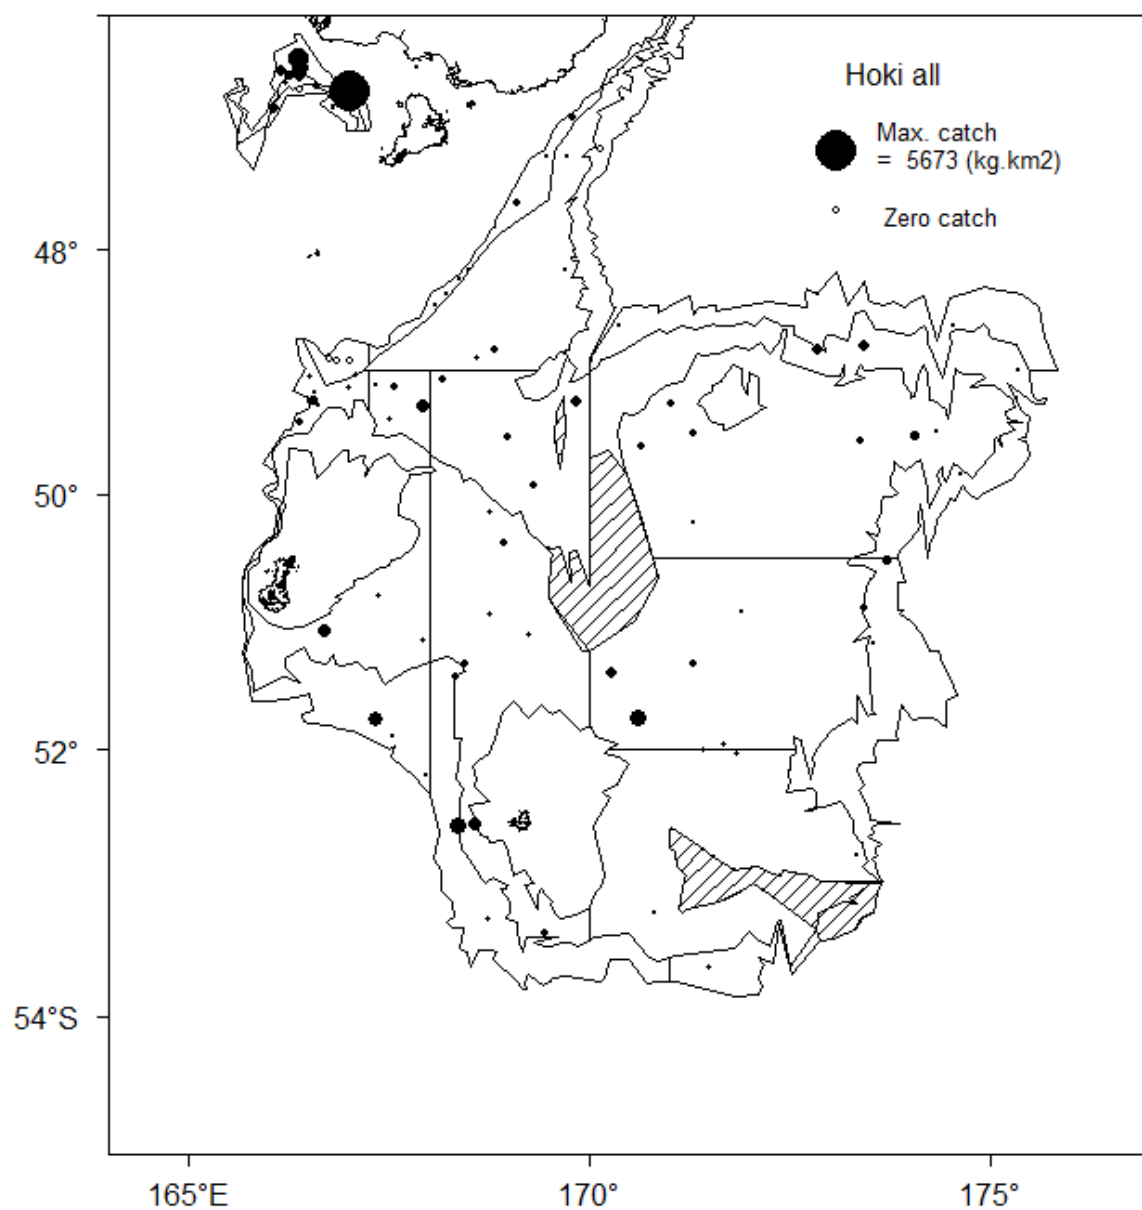 Hoki all
Max. catch
= 5673 (kg.km2)
Zero catch
48°
50°
52°
54°S
165°E
170°
175°